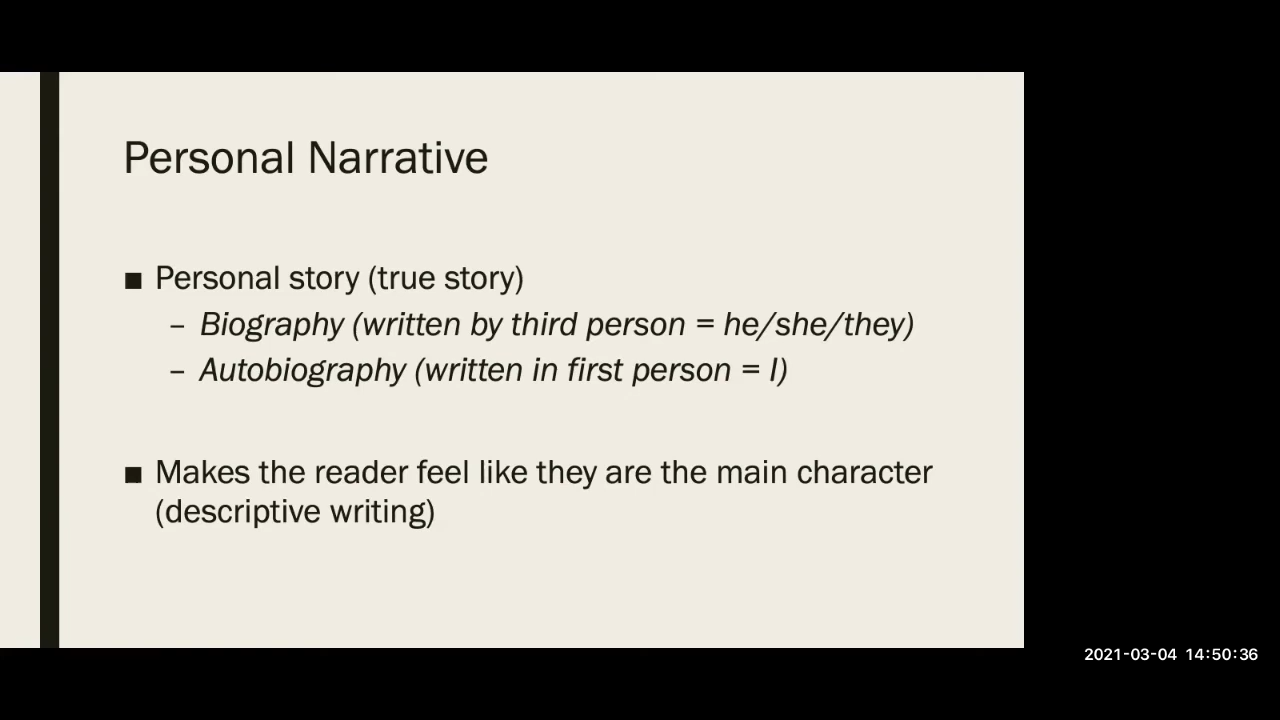 Personal Narrative
■ Personal story (true story)
– Biography (written by third person = he/she/they)
– Autobiography (written in first person = I)
■ Makes the reader feel like they are the main character
(descriptive writing)
2021-03-04 14:50:36